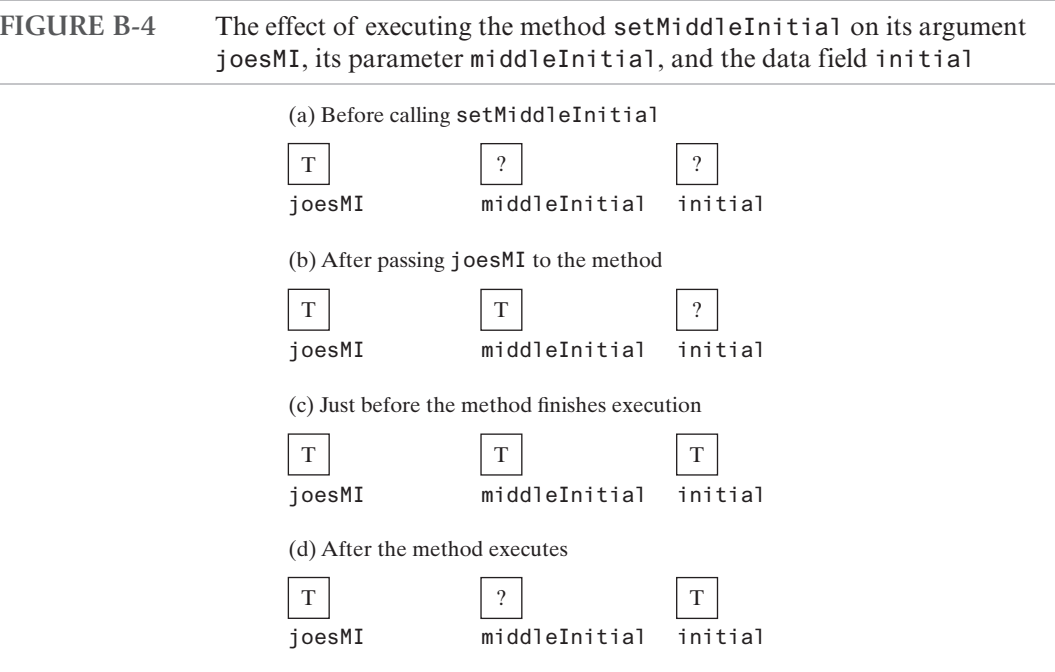 FIGURE B-4 The effect of executing the method setMiddleInitial on its argument
joesMI, its parameter middleInitial, and the data field initial
(a) Before calling setMiddleInitial
T ? ?
joesMI middleInitial initial
(b) After passing joesMI to the method
T T ?
joesMI middleInitial initial
(c) Just before the method finishes execution
T T T
joesMI middleInitial initial
(d) After the method executes
T ? T
joesMI middleInitial initial